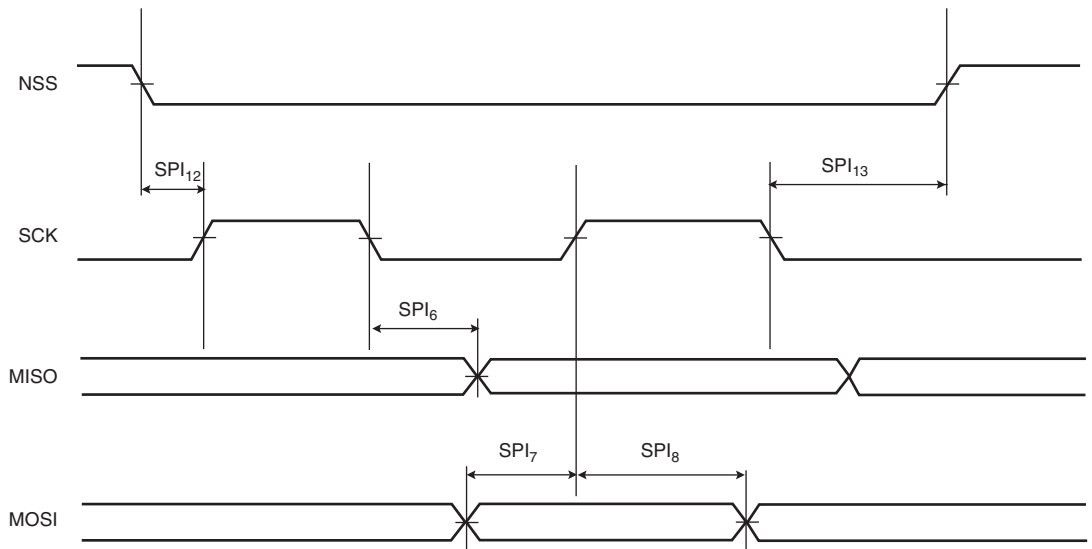 NSS
SPI₁₂
SPI₁₃
SCK
SPI₆
MISO
SPI₇ SPI₈
MOSI